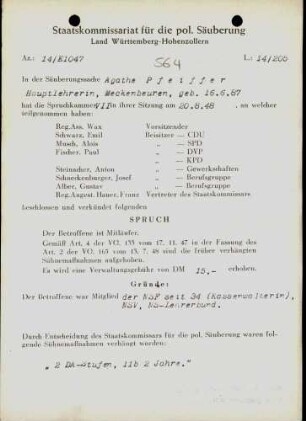 Staatskommissariat für die pol. Säuberung
Land Württemberg-Hohenzollern
Az.: 14/E1047
564
L: 14/205
In der Säuberungssache Agathe Pfeiffer
Hauptlehrerin, Meckenbeuren, geb. 16.6.87
hat die Spruchkammer VII in ihrer Sitzung am 20.8.48 , an welcher
teilgenommen haben:
Reg.Ass. Wax Vorsitzender
Schwarz, Emil Beisitzer — CDU
Musch, Alois „ — SPD
Fischer, Paul „ — DVP
„ — KPD
Steinacher, Anton „ — Gewerkschaften
Schneckenburger, Josef „ — Berufsgruppe
Alber, Gustav „ — Berufsgruppe
Reg.Angest. Hauer, Franz Vertreter des Staatskommissars
beschlossen und verkündet folgenden
SPRUCH
Der Betroffene ist Mitläufer.
Gemäß Art. 4 der VO. 133 vom 17. 11. 47 in der Fassung des
Art. 2 der VO. 165 vom 13. 7. 48 sind die früher verhängten
Sühnemaßnahmen aufgehoben.
Es wird eine Verwaltungsgebühr von DM 15,- erhoben.
Gründe:
Der Betroffene war Mitglied der NSF seit 34 (Kassenwalterin),
NSV, NS-Lehrerbund.
Durch Entscheidung des Staatskommissars für die pol. Säuberung waren folgende
Sühnemaßnahmen verhängt worden:
„ 2 DA-Stufen, 11b 2 Jahre."